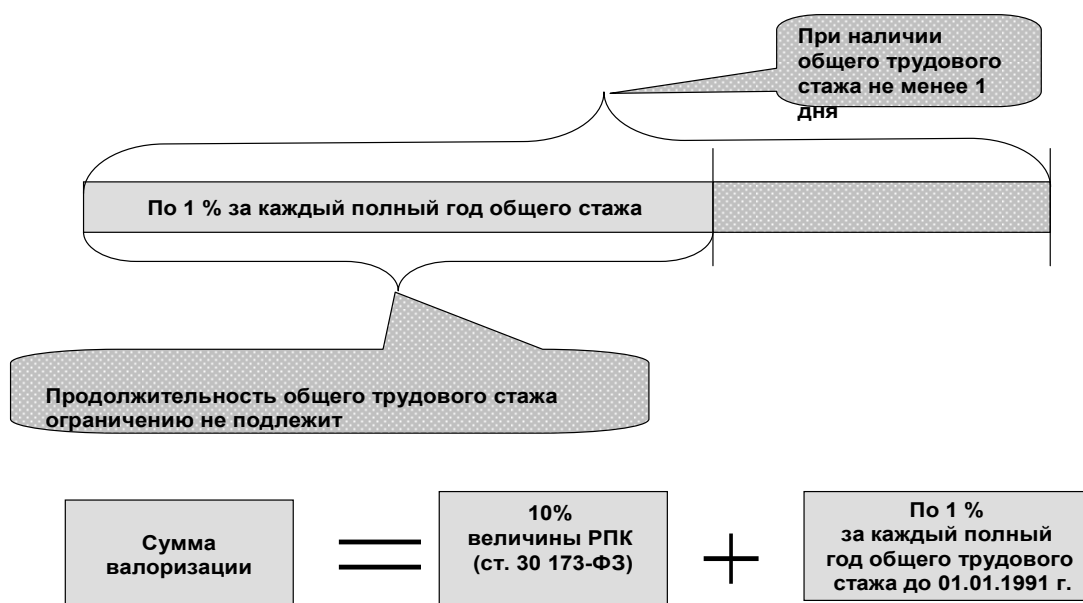 При наличии
общего трудового
стажа не менее 1
дня
По 1 % за каждый полный год общего стажа
Продолжительность общего трудового стажа
ограничению не подлежит
Сумма
валоризации
=
10%
величины РПК
(ст. 30 173-ФЗ)
+
По 1 %
за каждый полный
год общего трудового
стажа до 01.01.1991 г.